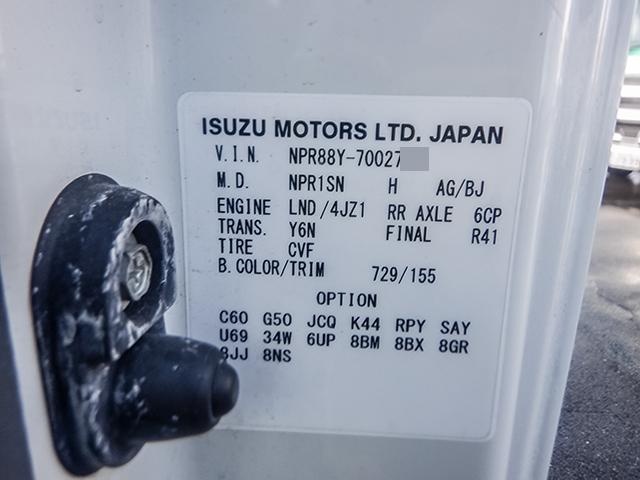 ISUZU MOTORS LTD. JAPAN
V.I.N. NPR88Y-70027
M.D. NPR1SN H AG/BJ
ENGINE LND/4JZ1 RR AXLE 6CP
TRANS. Y6N FINAL R41
TIRE CVF
B.COLOR/TRIM 729/155
OPTION
C60 G50 JCQ K44 RPY SAY
U69 34W 6UP 8BM 8BX 8GR
8JJ 8NS